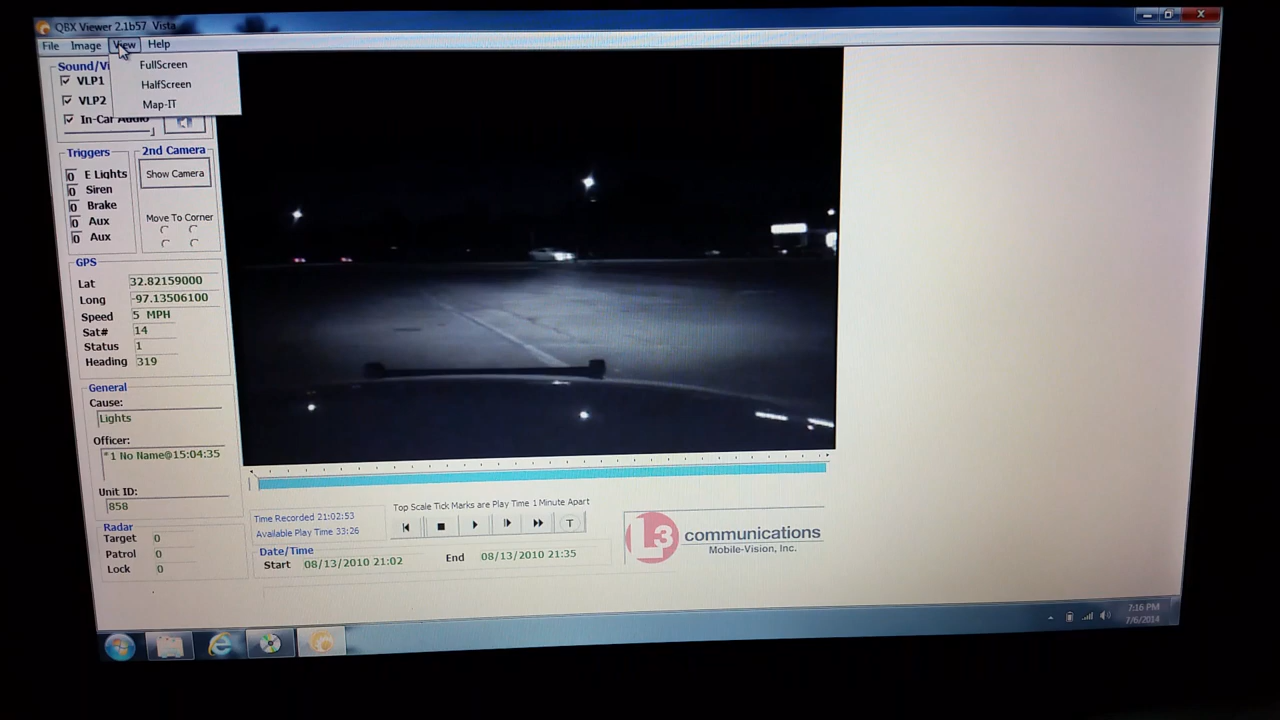 QBX Viewer 2.1b57 Vista
File Image View Help
FullScreen
HalfScreen
Map-IT
Sound/Vi
VLP1
VLP2
In-Car Audio
Triggers
0 E Lights
0 Siren
0 Brake
0 Aux
0 Aux
2nd Camera
Show Camera
Move To Corner
GPS
Lat 32.82159000
Long -97.13506100
Speed 5 MPH
Sat# 14
Status 1
Heading 319
General
Cause:
Lights
Officer:
*1 No Name@15:04:35
Unit ID:
858
Radar
Target 0
Patrol 0
Lock 0
Top Scale Tick Marks are Play Time 1 Minute Apart
Time Recorded 21:02:53
Available Play Time 33:26
T
Date/Time
Start 08/13/2010 21:02 End 08/13/2010 21:35
L3 communications
Mobile-Vision, Inc.
7:16 PM
7/6/2014